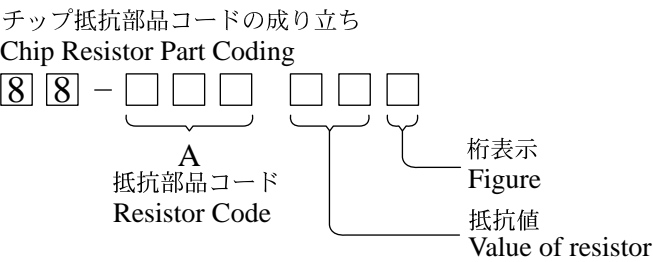 チップ抵抗部品コードの成り立ち
Chip Resistor Part Coding
8 8 − □ □ □ □ □ □
A
抵抗部品コード
Resistor Code
桁表示
Figure
抵抗値
Value of resistor